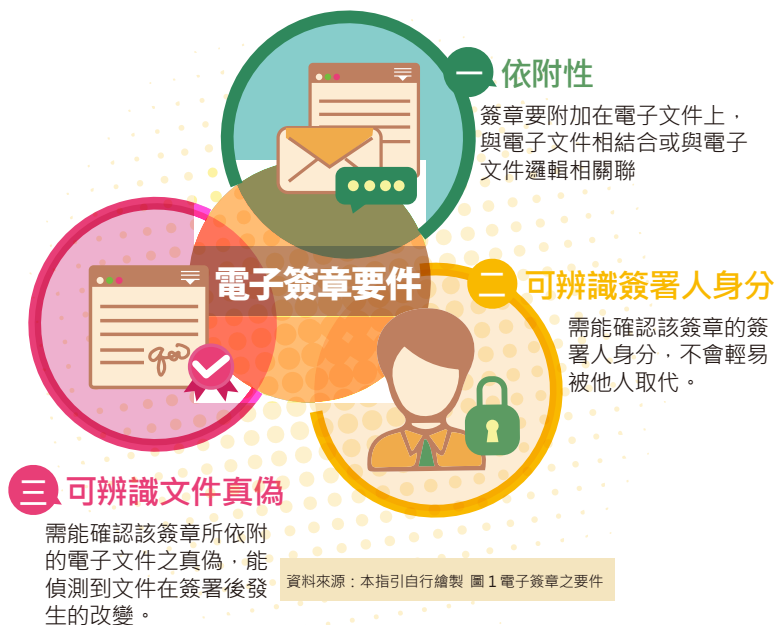 電子簽章要件
一 依附性
簽章要附加在電子文件上，
與電子文件相結合或與電子
文件邏輯相關聯
二 可辨識簽署人身分
需能確認該簽章的簽
署人身分，不會輕易
被他人取代。
三 可辨識文件真偽
需能確認該簽章所依附
的電子文件之真偽，能
偵測到文件在簽署後發
生的改變。
資料來源：本指引自行繪製 圖1電子簽章之要件